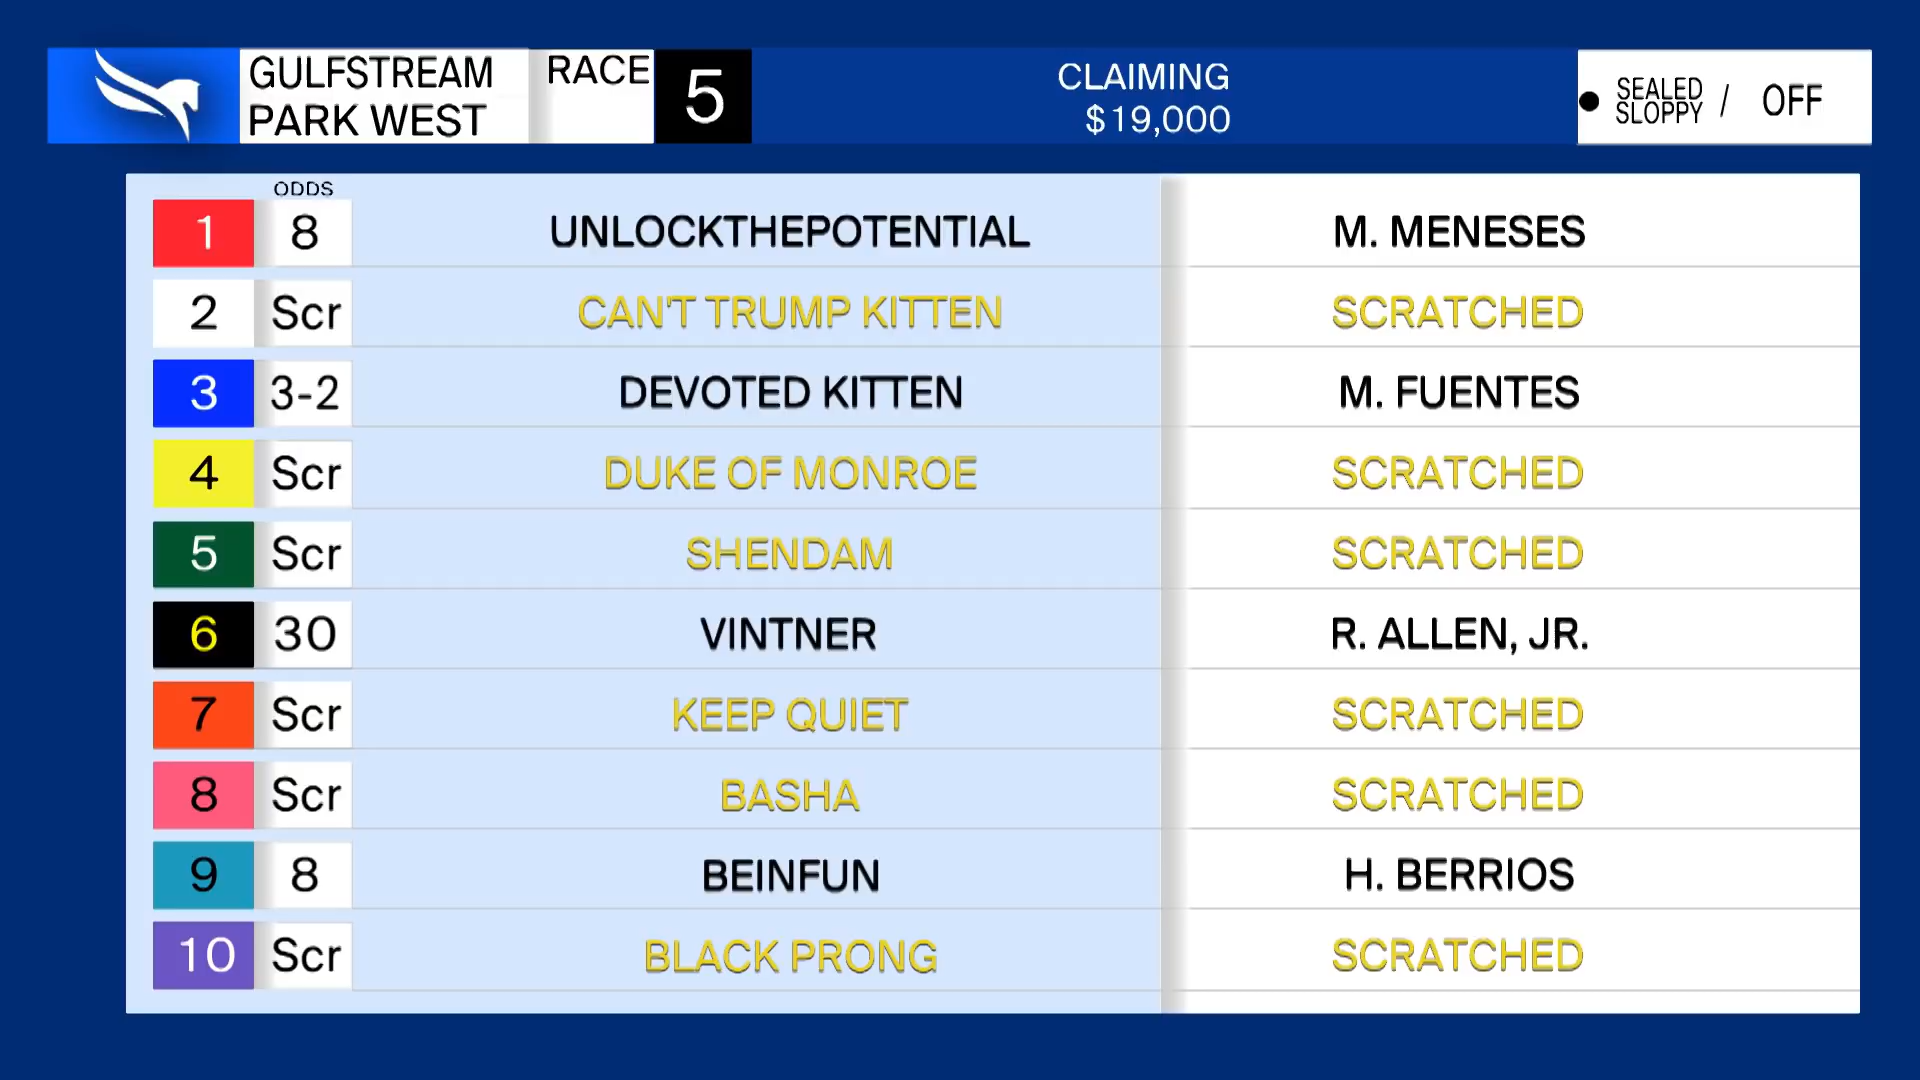 GULFSTREAM
PARK WEST
RACE
5
CLAIMING
$19,000
SEALED
SLOPPY / OFF
ODDS
1 8 UNLOCKTHEPOTENTIAL M. MENESES
2 Scr CAN'T TRUMP KITTEN SCRATCHED
3 3-2 DEVOTED KITTEN M. FUENTES
4 Scr DUKE OF MONROE SCRATCHED
5 Scr SHENDAM SCRATCHED
6 30 VINTNER R. ALLEN, JR.
7 Scr KEEP QUIET SCRATCHED
8 Scr BASHA SCRATCHED
9 8 BEINFUN H. BERRIOS
10 Scr BLACK PRONG SCRATCHED